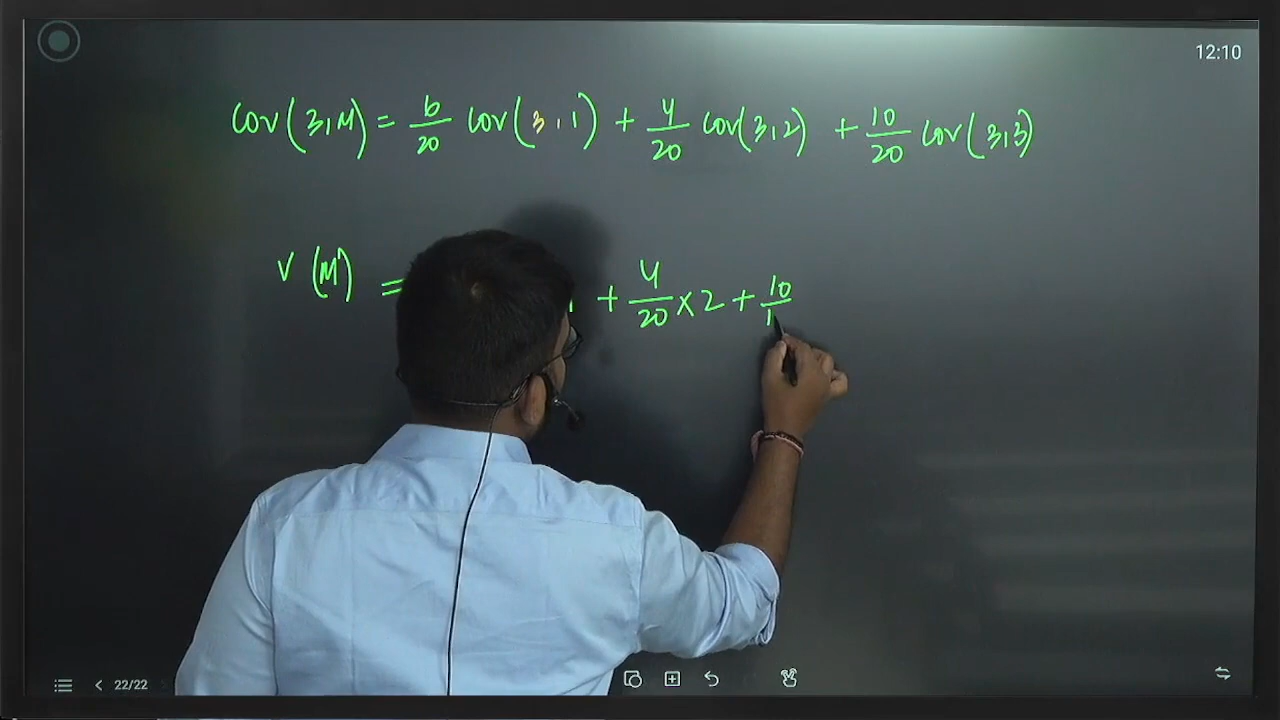 12:10
Cov(3,M) = 6/20 Cov(3,1) + 4/20 Cov(3,2) + 10/20 Cov(3,3)
V(M) = + 4/20 × 2 + 10/
22/22